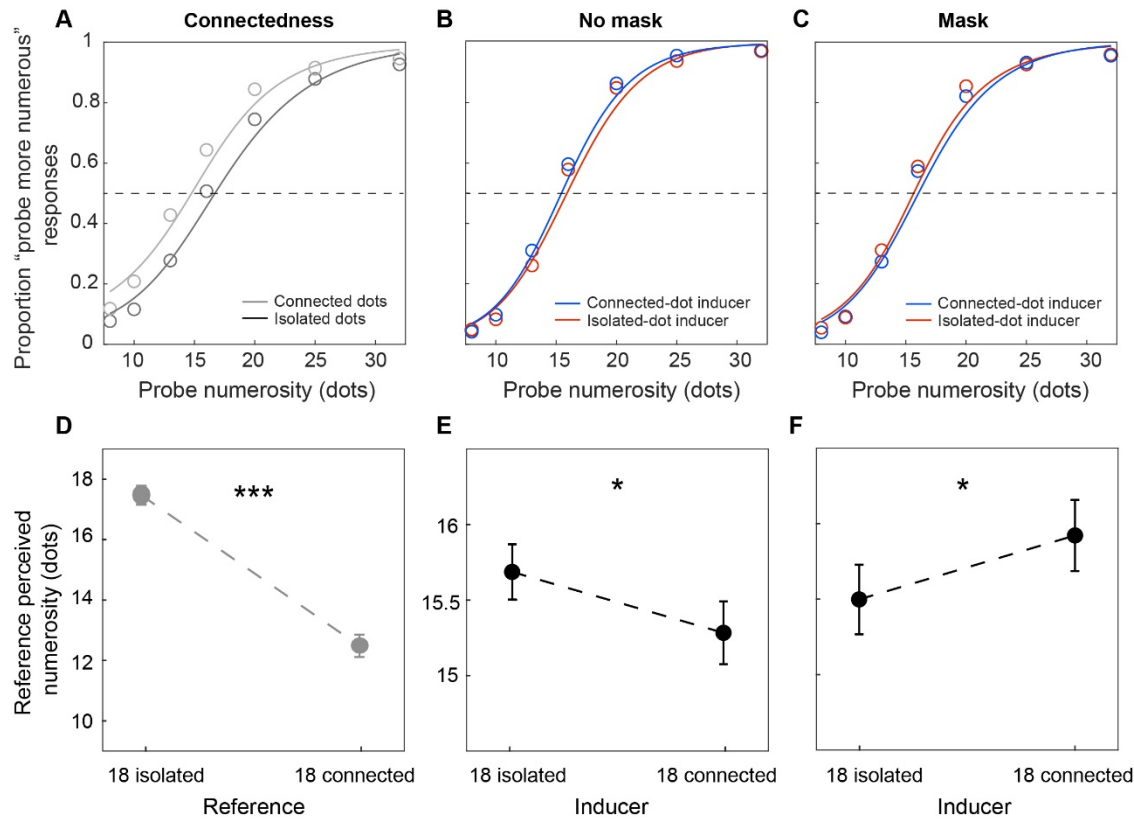 A Connectedness
B No mask
C Mask
Proportion “probe more numerous”
responses
1
0.8
0.6
0.4
0.2
0
10 15 20 25 30
Connected dots
Isolated dots
Probe numerosity (dots)
10 15 20 25 30
Connected-dot inducer
Isolated-dot inducer
Probe numerosity (dots)
10 15 20 25 30
Connected-dot inducer
Isolated-dot inducer
Probe numerosity (dots)
D
Reference perceived
numerosity (dots)
18
16
14
12
10
***
18 isolated 18 connected
Reference
E
16
15.5
15
*
18 isolated 18 connected
Inducer
F
*
18 isolated 18 connected
Inducer